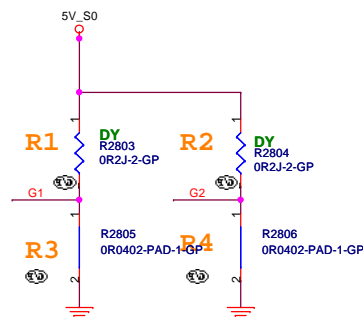 5V_S0
1
1
R1
DY
R2803
0R2J-2-GP
R2
DY
R2804
0R2J-2-GP
2
2
G1
G2
1
1
R3
R2805
0R0402-PAD-1-GP
R4
R2806
0R0402-PAD-1-GP
2
2